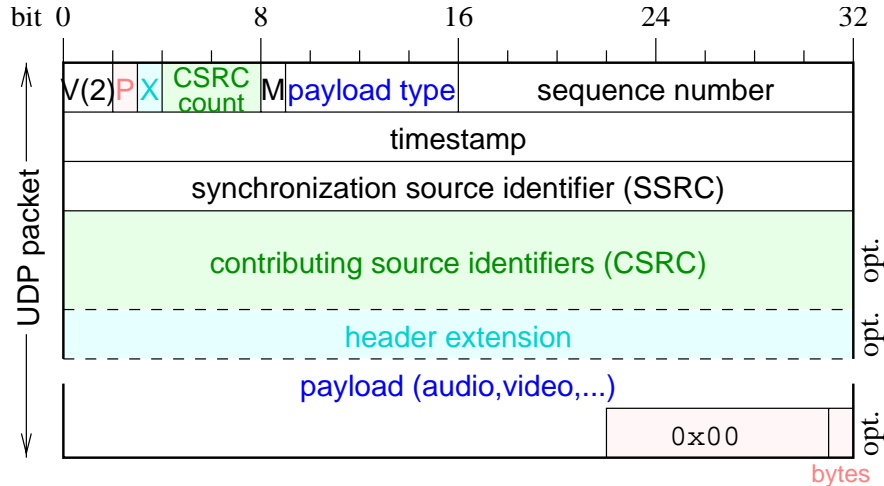 bit 0 8 16 24 32
V(2) P X CSRC count M payload type sequence number
timestamp
synchronization source identifier (SSRC)
contributing source identifiers (CSRC) opt.
header extension opt.
payload (audio,video,...)
0x00 opt.
bytes
UDP packet